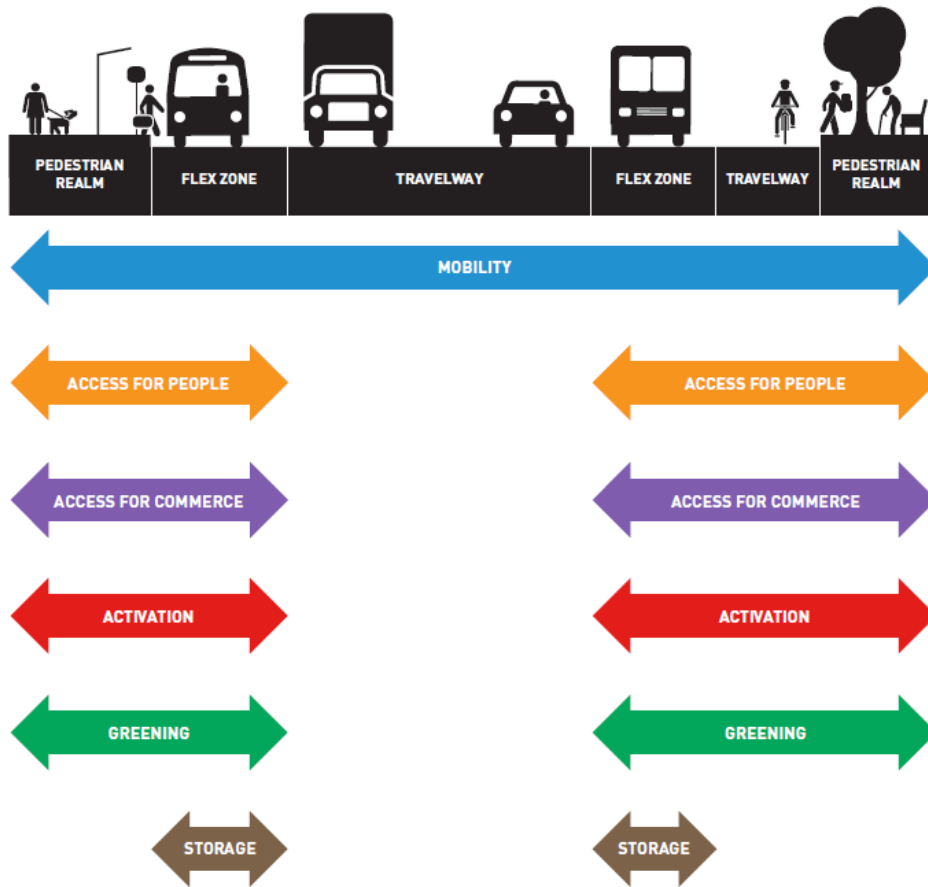 PEDESTRIAN
REALM
FLEX ZONE
TRAVELWAY
FLEX ZONE
TRAVELWAY
PEDESTRIAN
REALM
MOBILITY
ACCESS FOR PEOPLE
ACCESS FOR PEOPLE
ACCESS FOR COMMERCE
ACCESS FOR COMMERCE
ACTIVATION
ACTIVATION
GREENING
GREENING
STORAGE
STORAGE